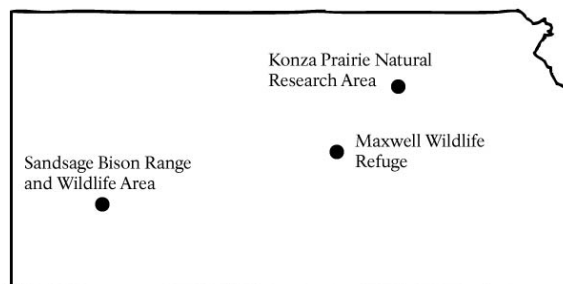 Konza Prairie Natural
Research Area
Maxwell Wildlife
Refuge
Sandsage Bison Range
and Wildlife Area